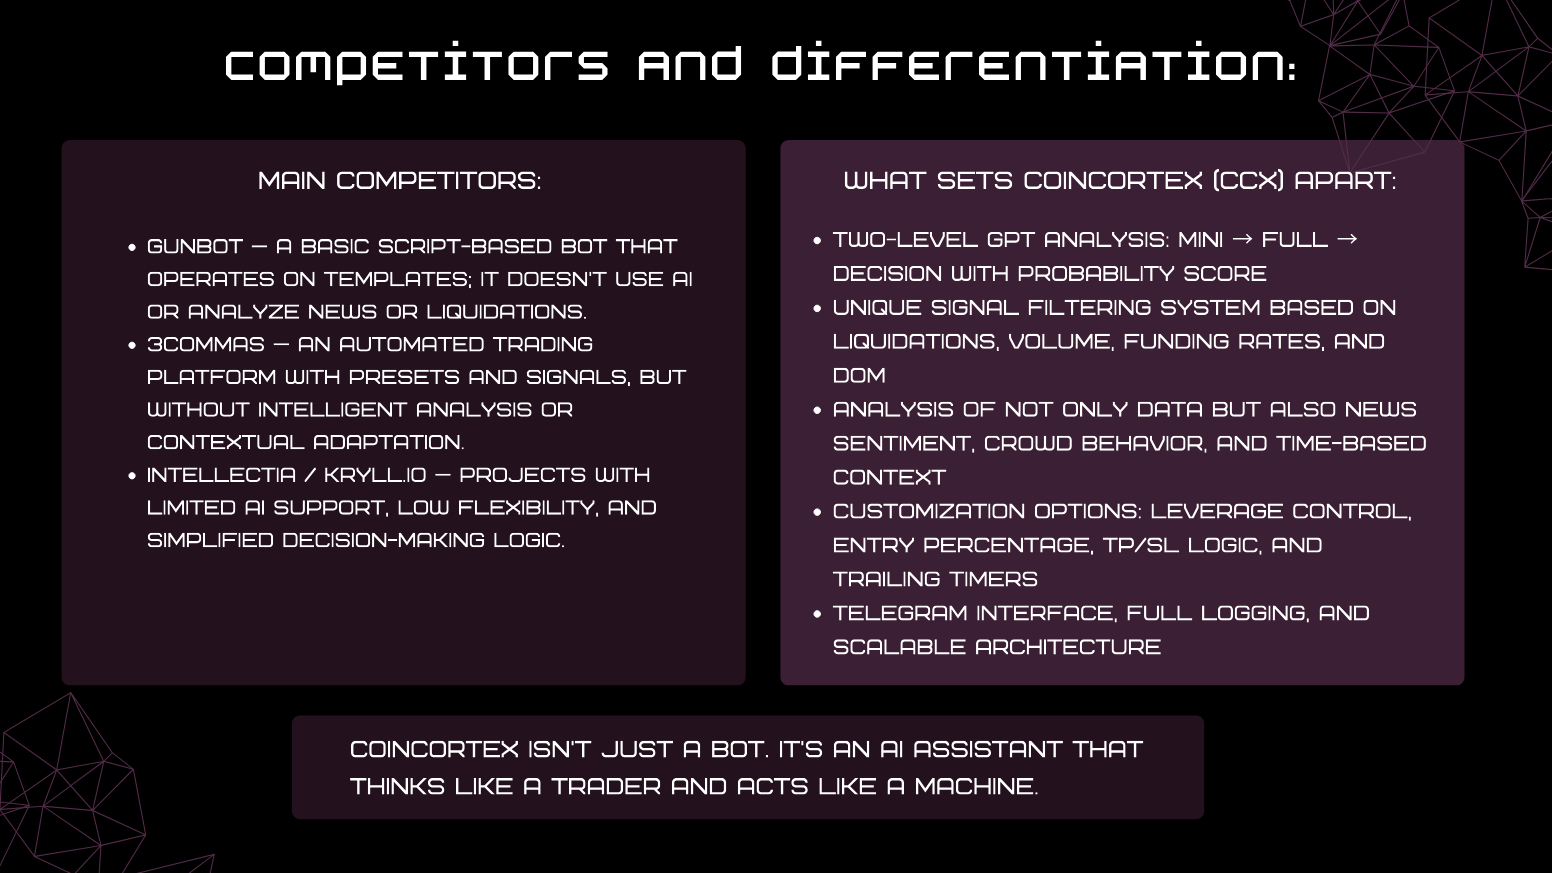 Competitors and differentiation:
MAIN COMPETITORS:
• GUNBOT — A BASIC SCRIPT-BASED BOT THAT
OPERATES ON TEMPLATES; IT DOESN'T USE AI
OR ANALYZE NEWS OR LIQUIDATIONS.
• 3COMMAS — AN AUTOMATED TRADING
PLATFORM WITH PRESETS AND SIGNALS, BUT
WITHOUT INTELLIGENT ANALYSIS OR
CONTEXTUAL ADAPTATION.
• INTELLECTIA / KRYLL.IO — PROJECTS WITH
LIMITED AI SUPPORT, LOW FLEXIBILITY, AND
SIMPLIFIED DECISION-MAKING LOGIC.
WHAT SETS COINCORTEX (CCX) APART:
• TWO-LEVEL GPT ANALYSIS: MINI → FULL →
DECISION WITH PROBABILITY SCORE
• UNIQUE SIGNAL FILTERING SYSTEM BASED ON
LIQUIDATIONS, VOLUME, FUNDING RATES, AND
DOM
• ANALYSIS OF NOT ONLY DATA BUT ALSO NEWS
SENTIMENT, CROWD BEHAVIOR, AND TIME-BASED
CONTEXT
• CUSTOMIZATION OPTIONS: LEVERAGE CONTROL,
ENTRY PERCENTAGE, TP/SL LOGIC, AND
TRAILING TIMERS
• TELEGRAM INTERFACE, FULL LOGGING, AND
SCALABLE ARCHITECTURE
COINCORTEX ISN'T JUST A BOT. IT'S AN AI ASSISTANT THAT
THINKS LIKE A TRADER AND ACTS LIKE A MACHINE.